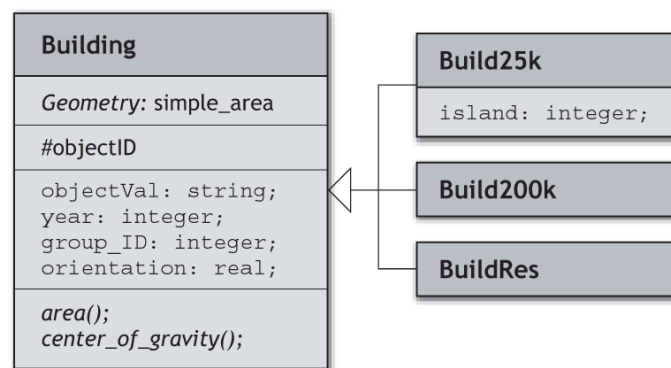 Building
Geometry: simple_area
#objectID
objectVal: string;
year: integer;
group_ID: integer;
orientation: real;
area();
center_of_gravity();
Build25k
island: integer;
Build200k
BuildRes